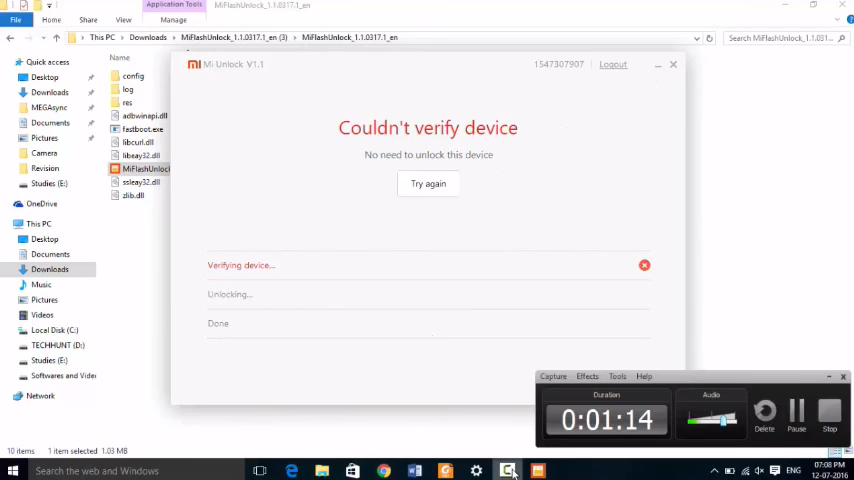 Application Tools
MiFlashUnlock_1.1.0317.1_en
File
Home
Share
View
Manage
This PC
Downloads
MiFlashUnlock_1.1.0317.1_en (3)
MiFlashUnlock_1.1.0317.1_en
Search MiFlashUnlock_1.1.031...
Quick access
Desktop
Downloads
MEGAsync
Documents
Pictures
Camera
Revision
Studies (E:)
OneDrive
This PC
Desktop
Documents
Downloads
Music
Pictures
Videos
Local Disk (C:)
TECHHUNT (D:)
Studies (E:)
Softwares and Vide
Network
Name
config
log
res
adbwinapi.dll
fastboot.exe
libcurl.dll
libeay32.dll
MiFlashUnlock
ssleay32.dll
zlib.dll
Mi Unlock V1.1
1547307907
Logout
Couldn't verify device
No need to unlock this device
Try again
Verifying device...
Unlocking...
Done
Capture
Effects
Tools
Help
Duration
0:01:14
Audio
Delete
Pause
Stop
10 items
1 item selected 1.03 MB
Search the web and Windows
ENG
07:08 PM
12-07-2016